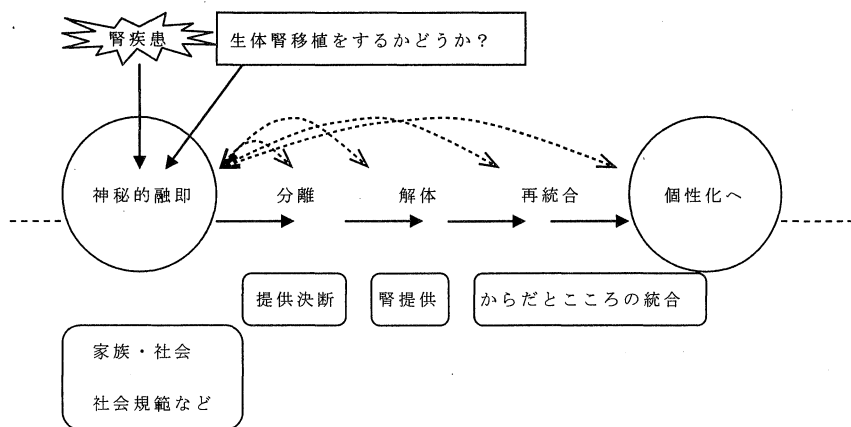 腎疾患
生体腎移植をするかどうか？
神秘的融即
分離
解体
再統合
個性化へ
提供決断
腎提供
からだとこころの統合
家族・社会
社会規範など